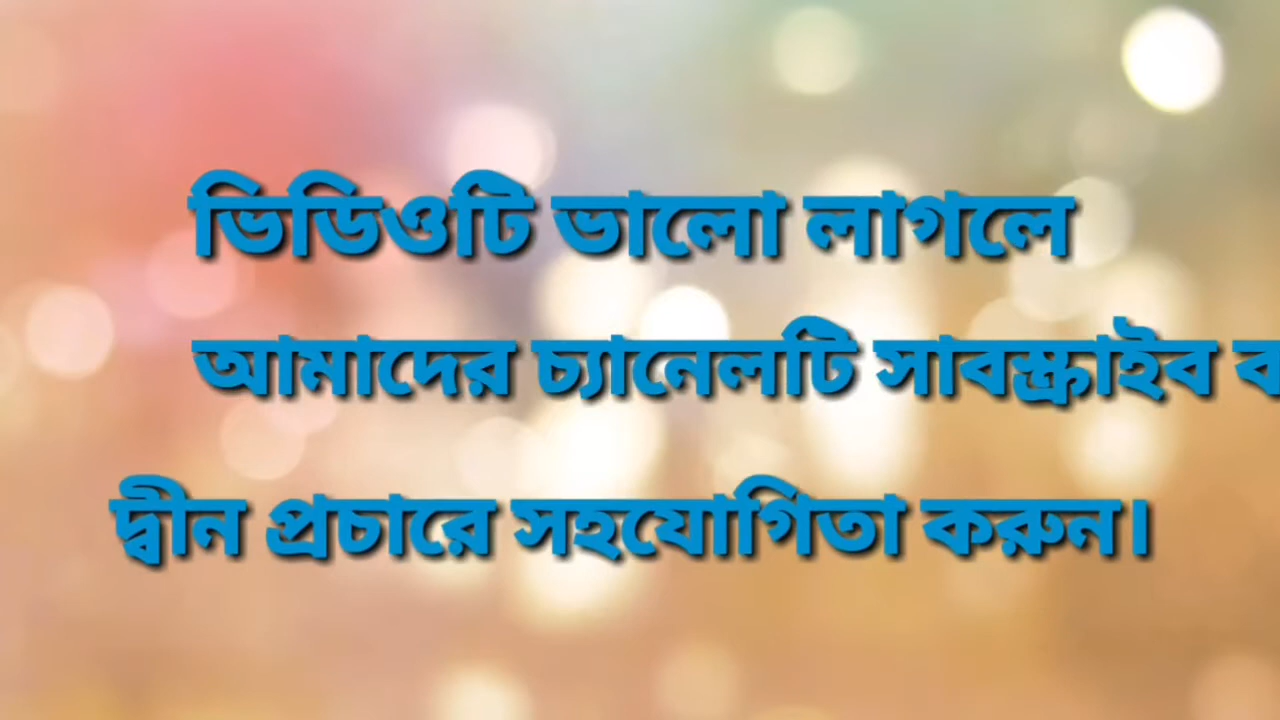 ভিডিওটি ভালো লাগলে
আমাদের চ্যানেলটি সাবস্ক্রাইব
দ্বীন প্রচারে সহযোগিতা করুন।